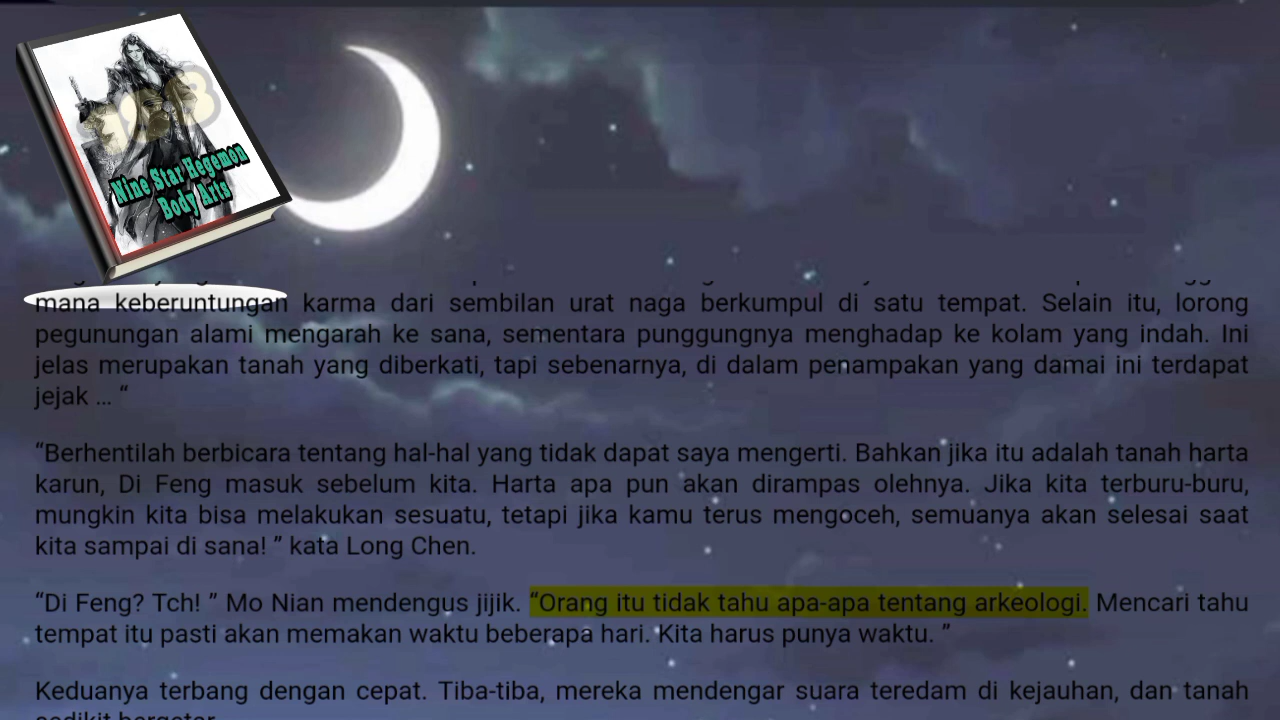 Nine Star Hegemon
Body Arts
mana keberuntungan karma dari sembilan urat naga berkumpul di satu tempat. Selain itu, lorong
pegunungan alami mengarah ke sana, sementara punggungnya menghadap ke kolam yang indah. Ini
jelas merupakan tanah yang diberkati, tapi sebenarnya, di dalam penampakan yang damai ini terdapat
jejak ... “
“Berhentilah berbicara tentang hal-hal yang tidak dapat saya mengerti. Bahkan jika itu adalah tanah harta
karun, Di Feng masuk sebelum kita. Harta apa pun akan dirampas olehnya. Jika kita terburu-buru,
mungkin kita bisa melakukan sesuatu, tetapi jika kamu terus mengoceh, semuanya akan selesai saat
kita sampai di sana! ” kata Long Chen.
“Di Feng? Tch! ” Mo Nian mendengus jijik. “Orang itu tidak tahu apa-apa tentang arkeologi. Mencari tahu
tempat itu pasti akan memakan waktu beberapa hari. Kita harus punya waktu. ”
Keduanya terbang dengan cepat. Tiba-tiba, mereka mendengar suara teredam di kejauhan, dan tanah